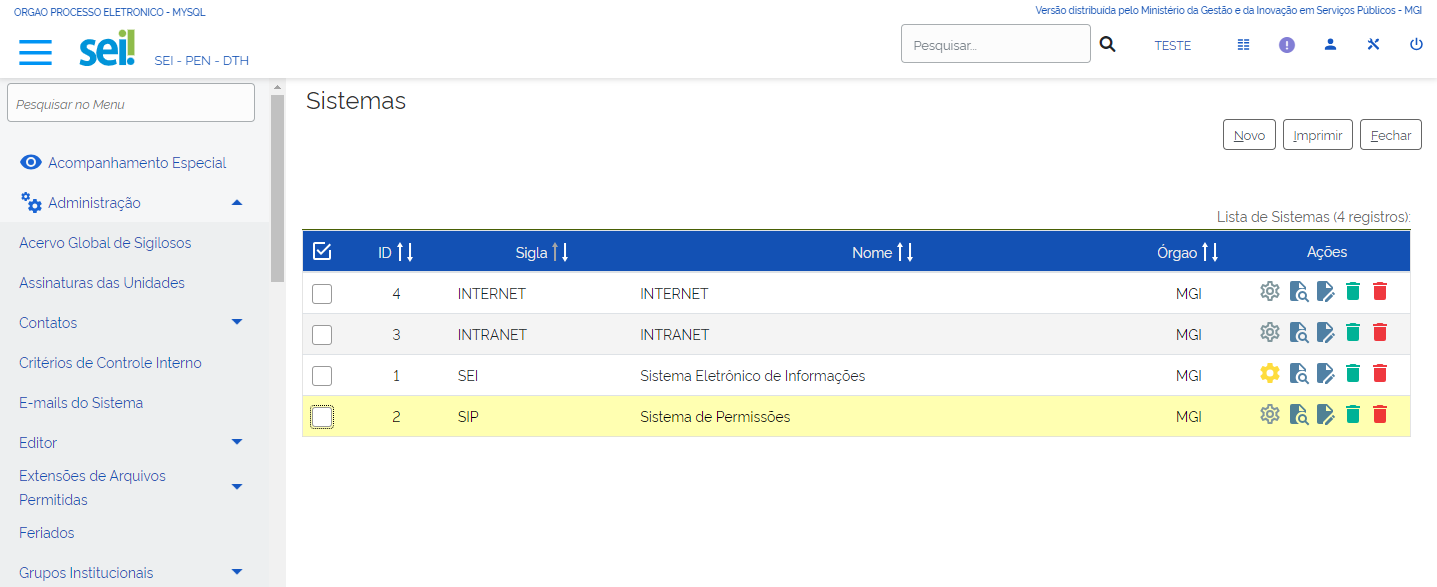 ORGAO PROCESSO ELETRONICO - MYSQL
Versão distribuida pelo Ministério da Gestão e da Inovação em Serviços Públicos - MGI
sei!
SEI - PEN - DTH
Pesquisar...
TESTE
Pesquisar no Menu
Acompanhamento Especial
Administração
Acervo Global de Sigilosos
Assinaturas das Unidades
Contatos
Critérios de Controle Interno
E-mails do Sistema
Editor
Extensões de Arquivos
Permitidas
Feriados
Grupos Institucionais
Sistemas
Novo Imprimir Fechar
Lista de Sistemas (4 registros):
ID Sigla Nome Órgao Ações
4 INTERNET INTERNET MGI
3 INTRANET INTRANET MGI
1 SEI Sistema Eletrônico de Informações MGI
2 SIP Sistema de Permissões MGI